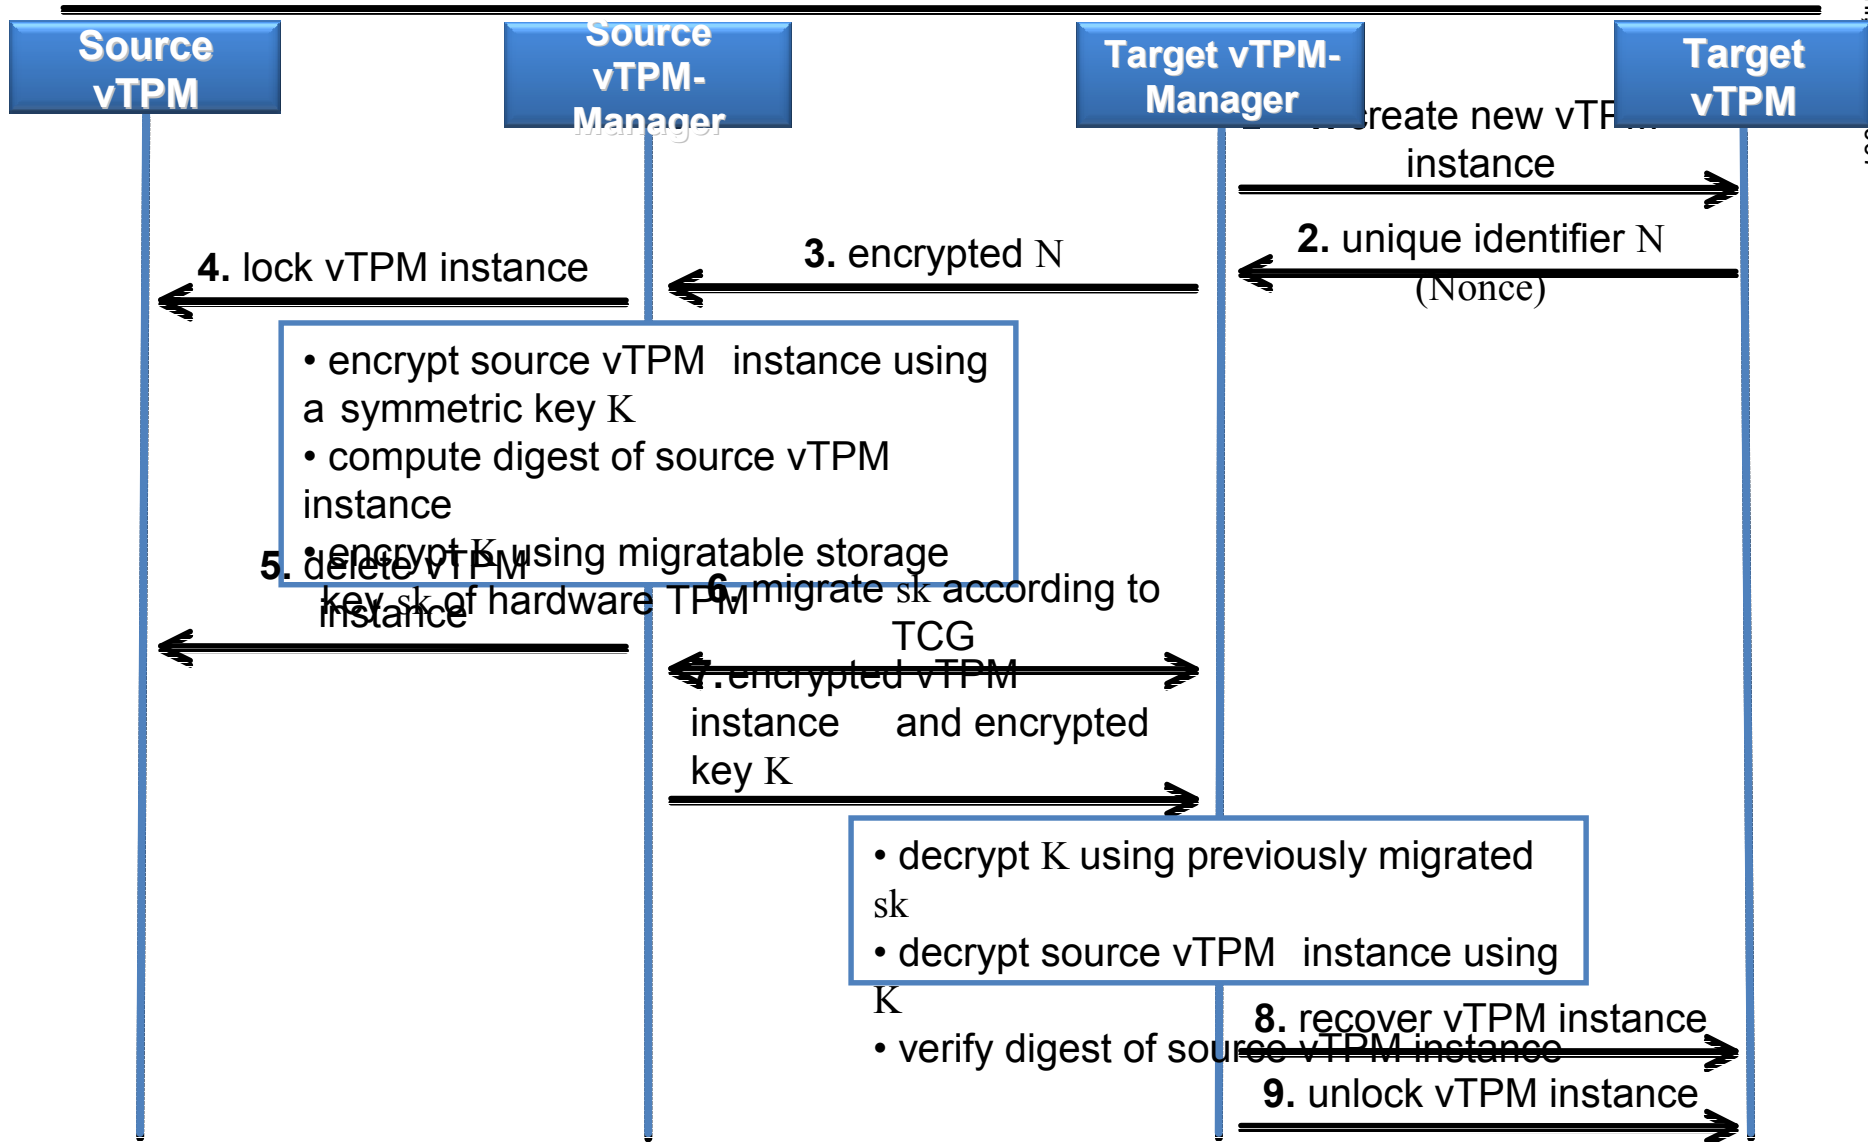 Source
vTPM
Source
vTPM-
Manager
Target vTPM-
Manager
Target
vTPM
create new vTPM
instance
2. unique identifier N
(Nonce)
3. encrypted N
4. lock vTPM instance
• encrypt source vTPM instance using
a symmetric key K
• compute digest of source vTPM
instance
• encrypt K using migratable storage
key sk of hardware TPM
5. delete vTPM
instance
6. migrate sk according to
TCG
7. encrypted vTPM
instance and encrypted
key K
• decrypt K using previously migrated
sk
• decrypt source vTPM instance using
K
• verify digest of source vTPM instance
8. recover vTPM instance
9. unlock vTPM instance